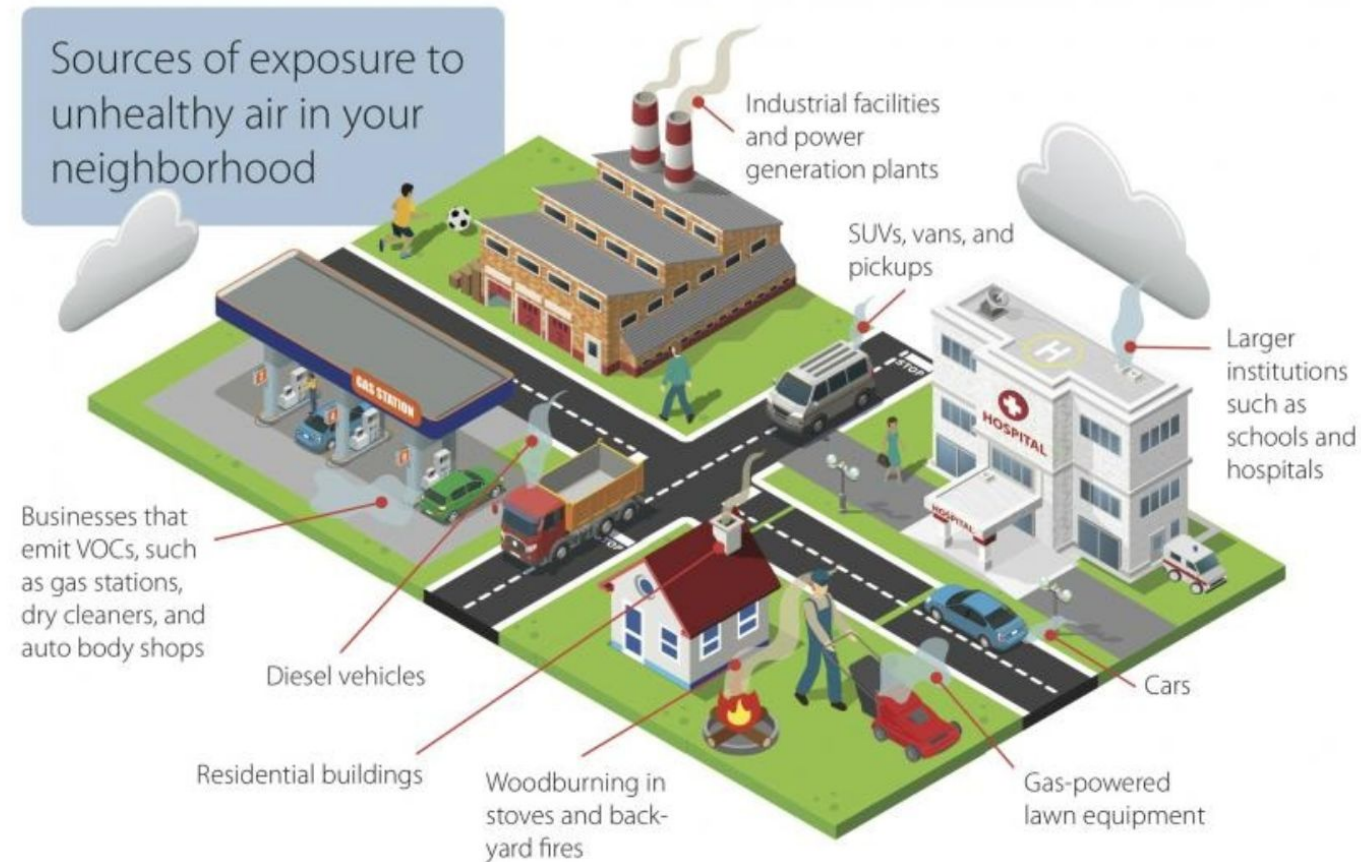 Sources of exposure to
unhealthy air in your
neighborhood
Industrial facilities
and power
generation plants
SUVs, vans, and
pickups
Larger
institutions
such as
schools and
hospitals
STOP
H
HOSPITAL
HOSPITAL
GAS STATION
STOP
Businesses that
emit VOCs, such
as gas stations,
dry cleaners, and
auto body shops
Diesel vehicles
Residential buildings
Woodburning in
stoves and back-
yard fires
Gas-powered
lawn equipment
Cars